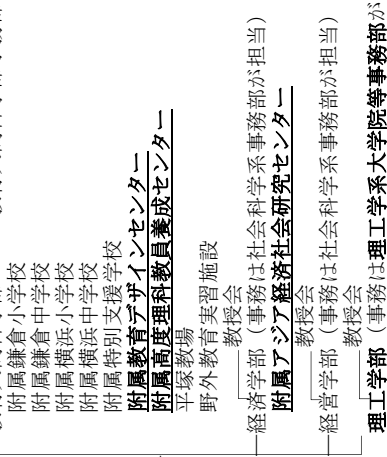 附属鎌倉小学校
附属鎌倉中学校
附属横浜小学校
附属横浜中学校
附属特別支援学校
附属教育デザインセンター
附属高度理科教員養成センター
平塚教場
野外教育実習施設
教授会
経済学部（事務は社会科学系事務部が担当）
附属アジア経済社会研究センター
教授会
経営学部（事務は社会科学系事務部が担当）
教授会
理工学部（事務は理工学系大学院等事務部が